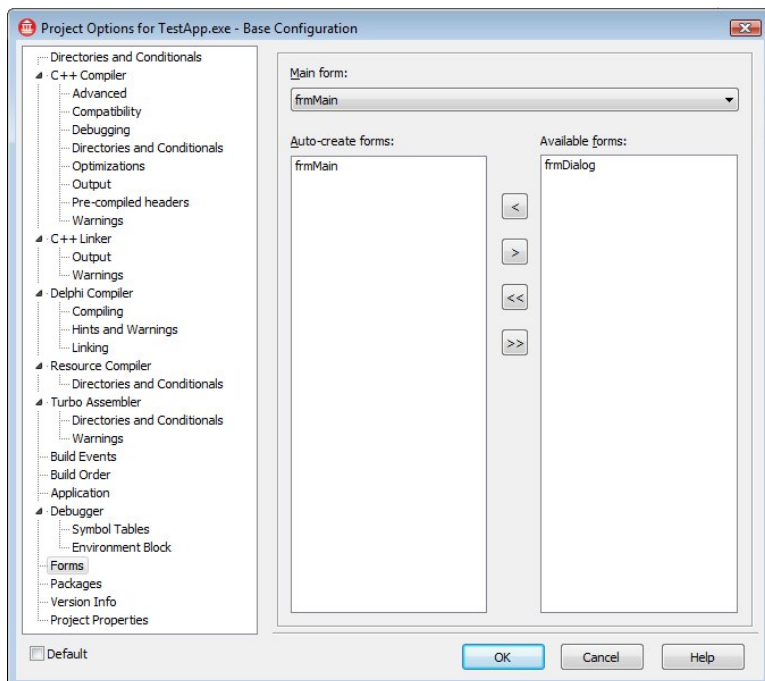 Project Options for TestApp.exe - Base Configuration
Directories and Conditionals
C++ Compiler
Advanced
Compatibility
Debugging
Directories and Conditionals
Optimizations
Output
Pre-compiled headers
Warnings
C++ Linker
Output
Warnings
Delphi Compiler
Compiling
Hints and Warnings
Linking
Resource Compiler
Directories and Conditionals
Turbo Assembler
Directories and Conditionals
Warnings
Build Events
Build Order
Application
Debugger
Symbol Tables
Environment Block
Forms
Packages
Version Info
Project Properties
Main form:
frmMain
Auto-create forms:
frmMain
<
>
<<
>>
Available forms:
frmDialog
Default
OK
Cancel
Help